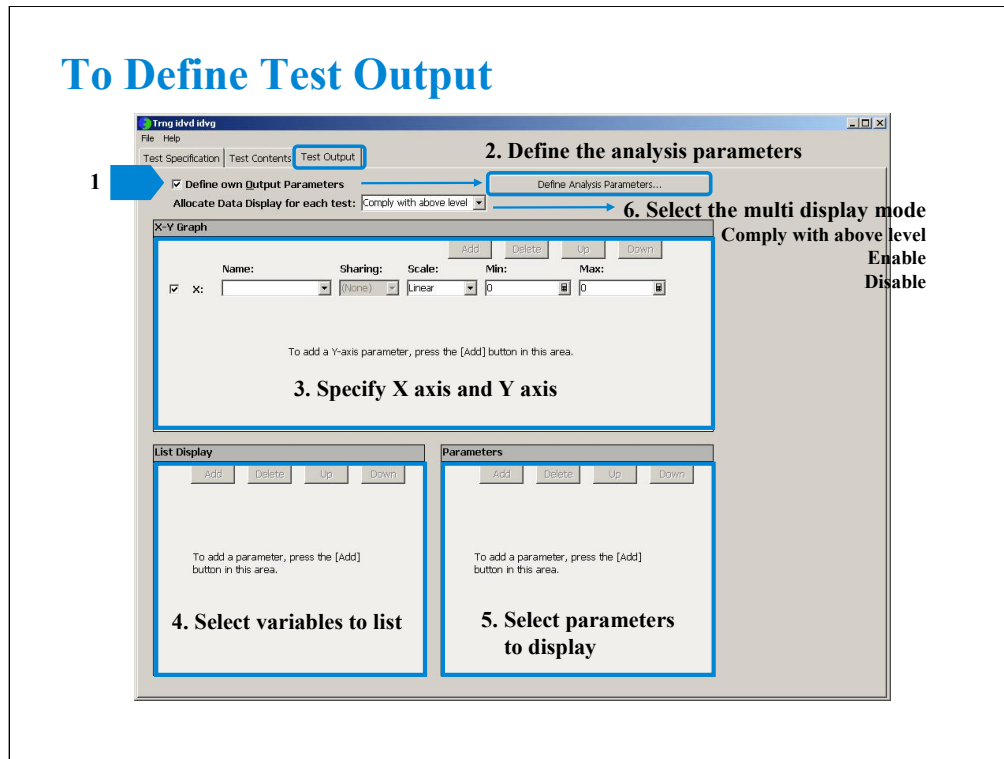 To Define Test Output
Trng idvd idvg
File Help
Test Specification Test Contents Test Output
2. Define the analysis parameters
1
Define own Output Parameters
Define Analysis Parameters...
Allocate Data Display for each test: Comply with above level
6. Select the multi display mode
Comply with above level
Enable
Disable
X-Y Graph
Add Delete Up Down
Name: Sharing: Scale: Min: Max:
X: (None) Linear 0 0
To add a Y-axis parameter, press the [Add] button in this area.
3. Specify X axis and Y axis
List Display
Add Delete Up Down
To add a parameter, press the [Add]
button in this area.
4. Select variables to list
Parameters
Add Delete Up Down
To add a parameter, press the [Add]
button in this area.
5. Select parameters
to display